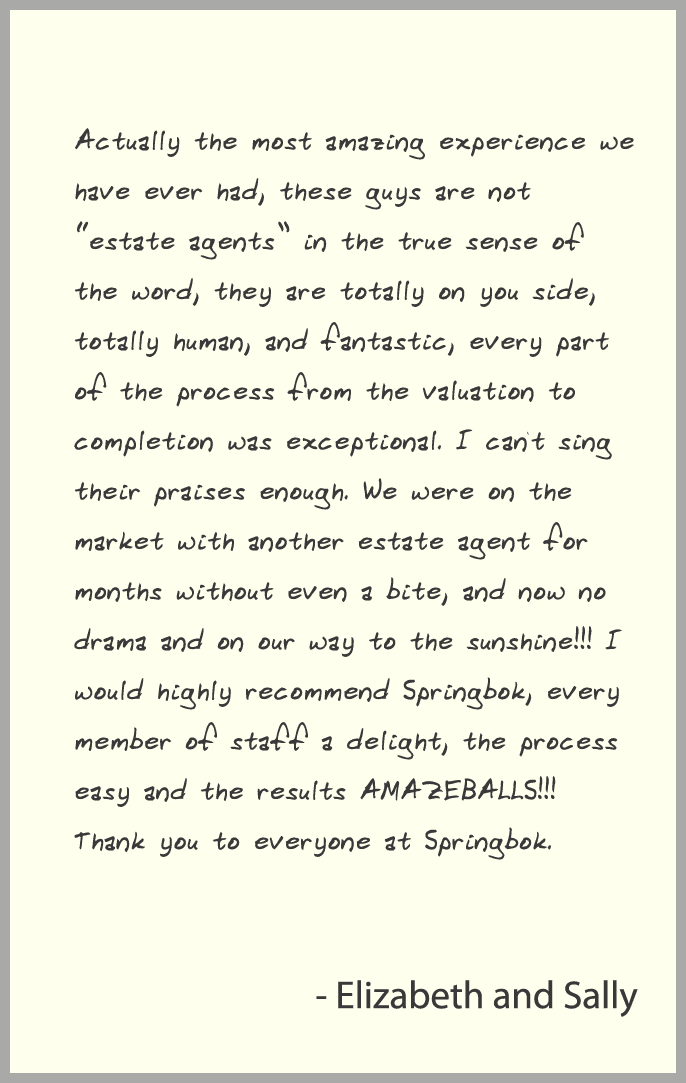 Actually the most amazing experience we
have ever had, these guys are not
"estate agents" in the true sense of
the word, they are totally on you side,
totally human, and fantastic, every part
of the process from the valuation to
completion was exceptional. I can't sing
their praises enough. We were on the
market with another estate agent for
months without even a bite, and now no
drama and on our way to the sunshine!!! I
would highly recommend Springbok, every
member of staff a delight, the process
easy and the results AMAZEBALLS!!!
Thank you to everyone at Springbok.
- Elizabeth and Sally